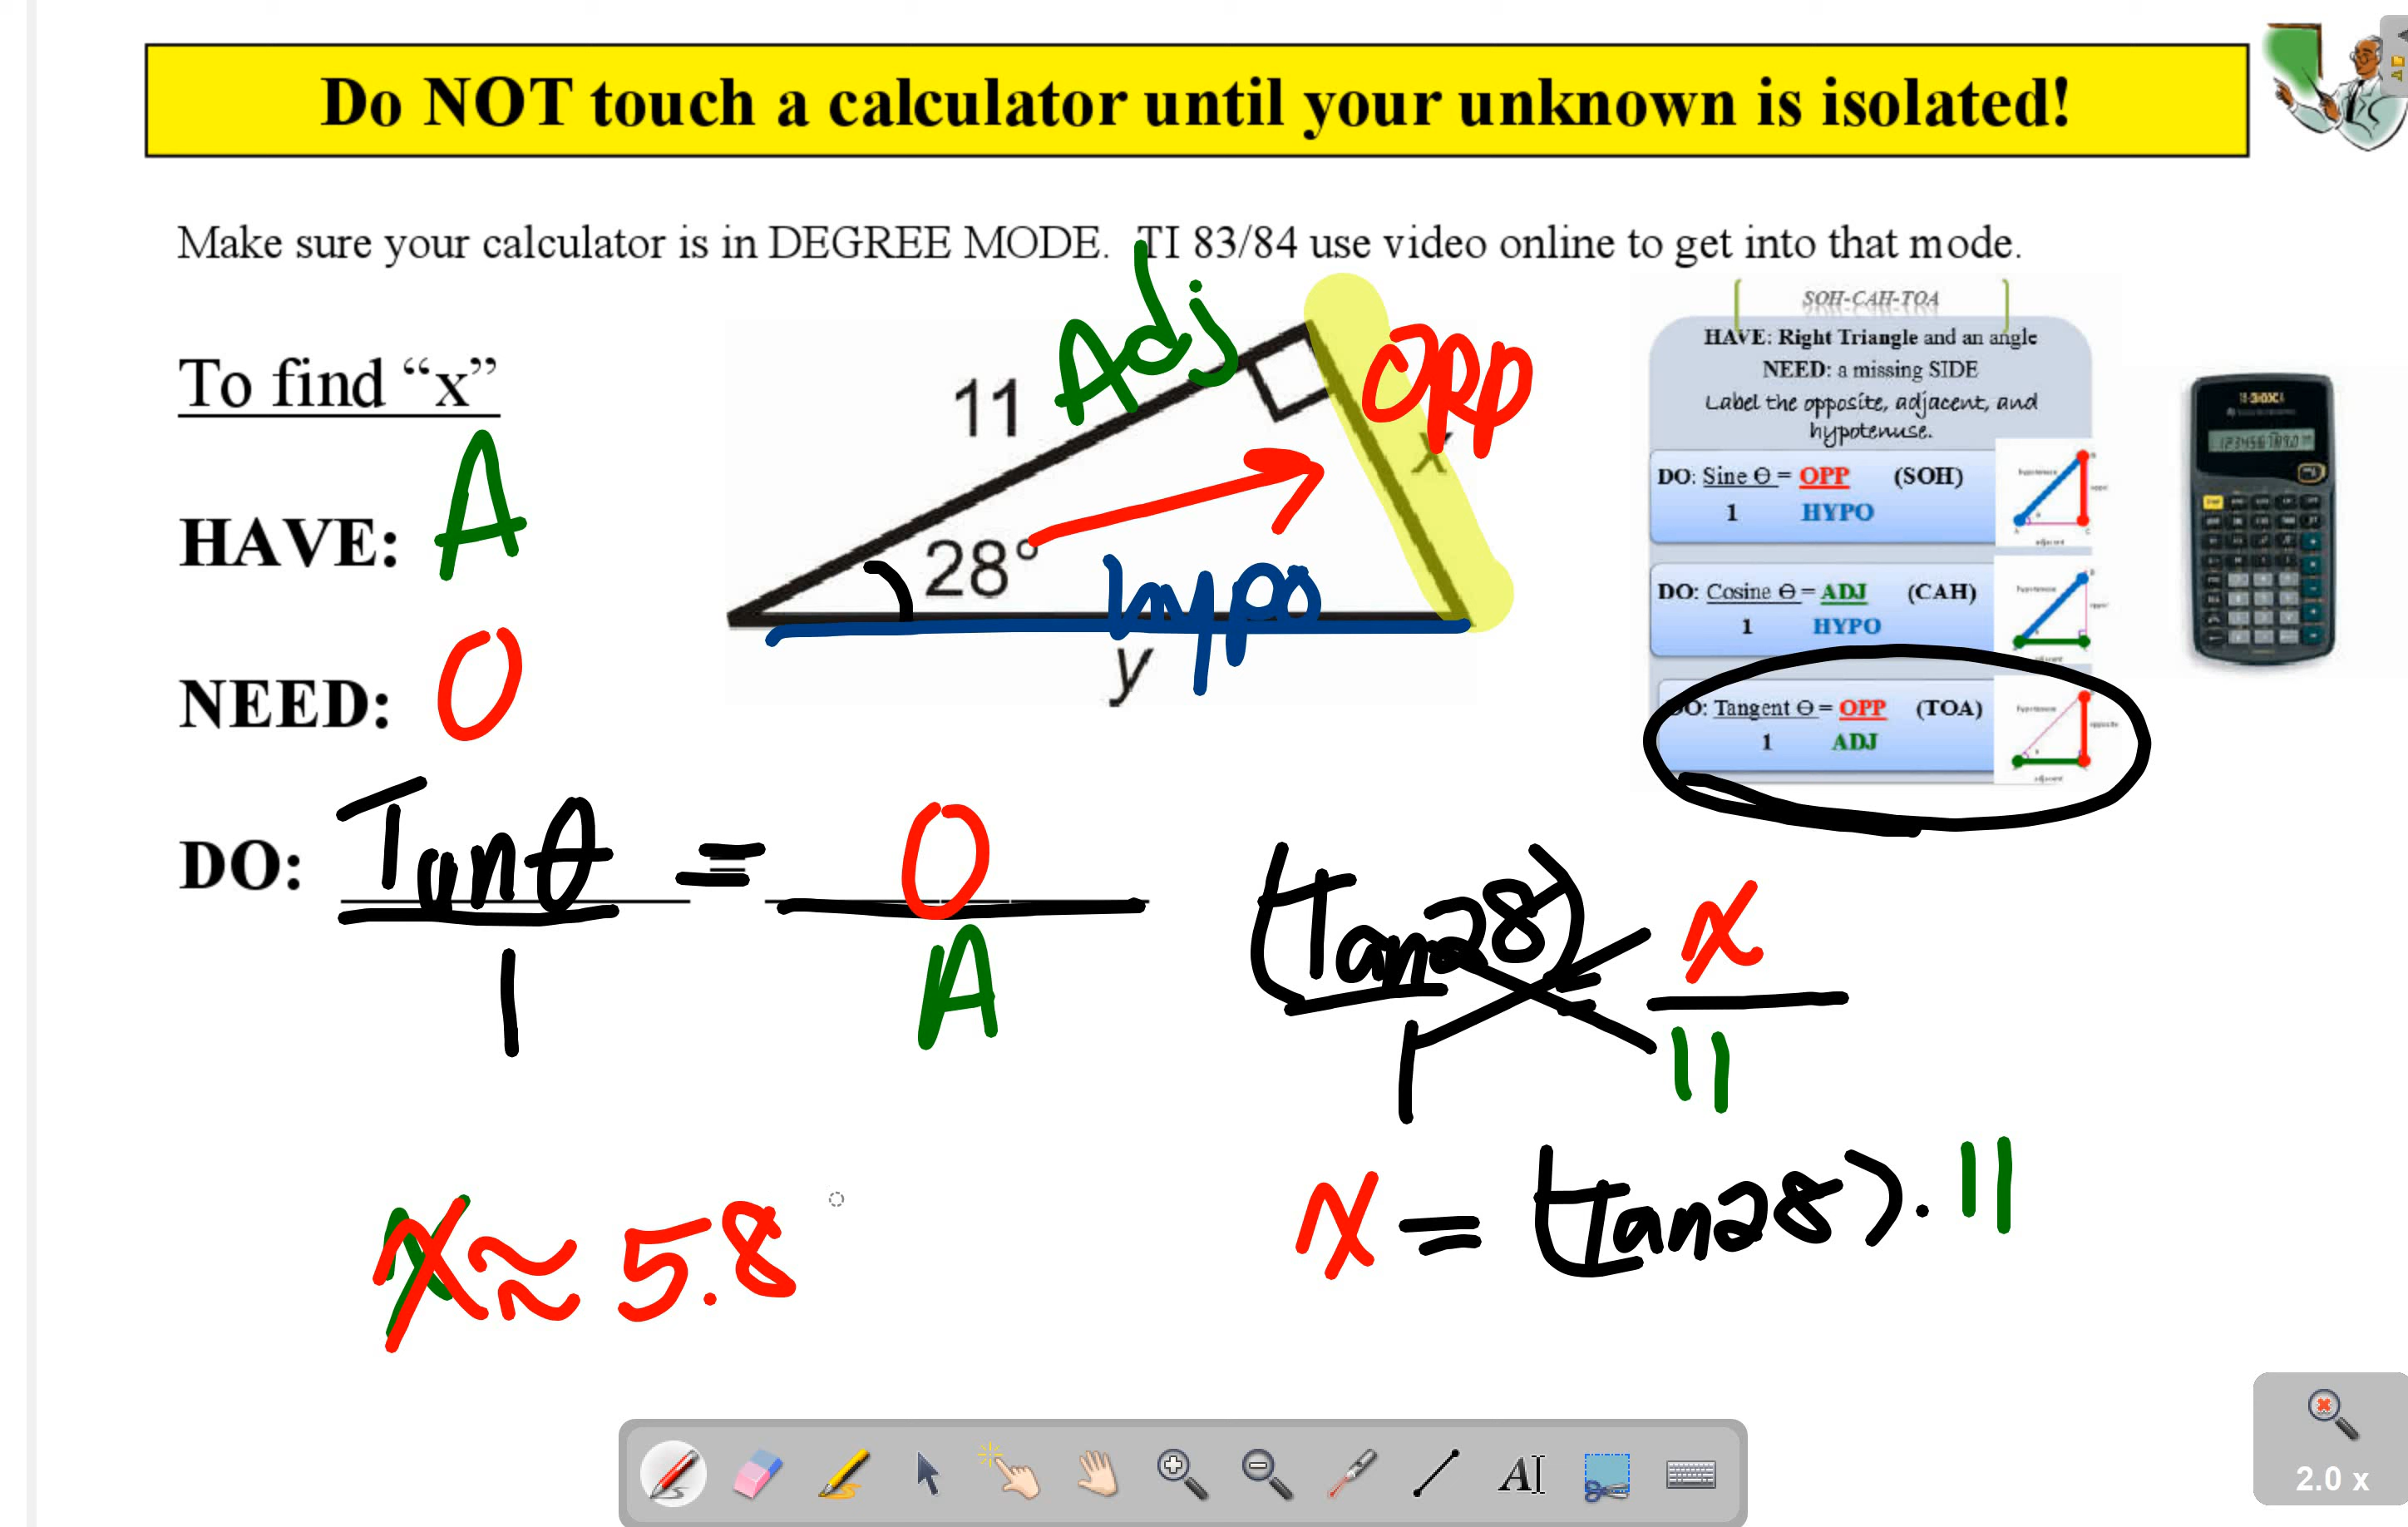 Do NOT touch a calculator until your unknown is isolated!
Make sure your calculator is in DEGREE MODE. TI 83/84 use video online to get into that mode.
To find “x”
HAVE: A
NEED: O
DO: Tanθ = O
1 A
11
Adj
OPP
x
28°
hypo
y
SOH-CAH-TOA
HAVE: Right Triangle and an angle
NEED: a missing SIDE
Label the opposite, adjacent, and
hypotenuse.
DO: Sine Θ = OPP (SOH)
1 HYPO
DO: Cosine Θ = ADJ (CAH)
1 HYPO
DO: Tangent Θ = OPP (TOA)
1 ADJ
(tan28) x
1 11
x = (tan28) · 11
x ≈ 5.8
2.0 x